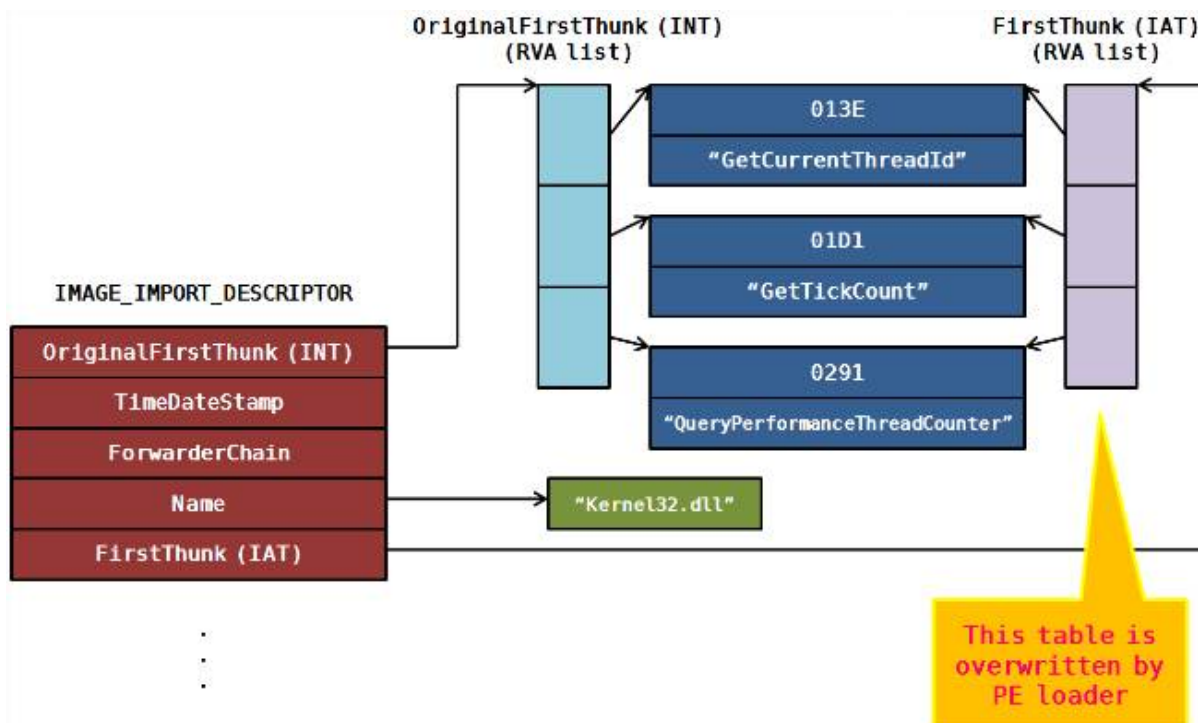 OriginalFirstThunk (INT)
(RVA list)
FirstThunk (IAT)
(RVA list)
013E
“GetCurrentThreadId”
01D1
“GetTickCount”
0291
“QueryPerformanceThreadCounter”
IMAGE_IMPORT_DESCRIPTOR
OriginalFirstThunk (INT)
TimeDateStamp
ForwarderChain
Name
FirstThunk (IAT)
“Kernel32.dll”
This table is
overwritten by
PE loader